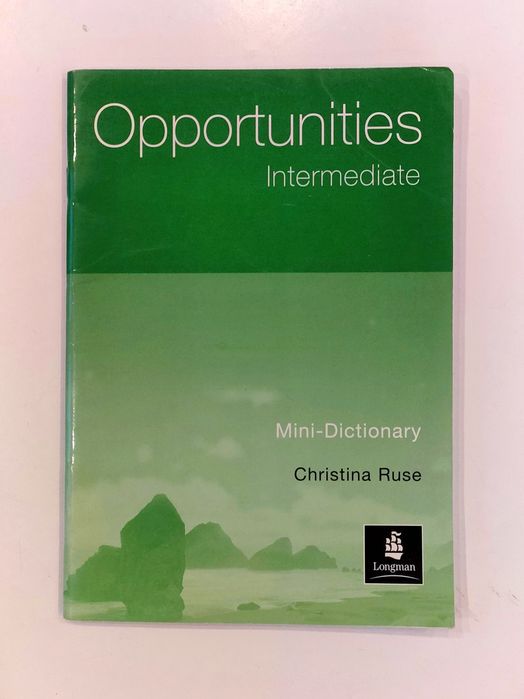 Opportunities
Intermediate
Mini-Dictionary
Christina Ruse
Longman